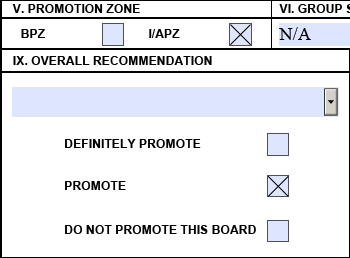 V. PROMOTION ZONE
VI. GROUP S
BPZ
I/APZ
N/A
IX. OVERALL RECOMMENDATION
DEFINITELY PROMOTE
PROMOTE
DO NOT PROMOTE THIS BOARD